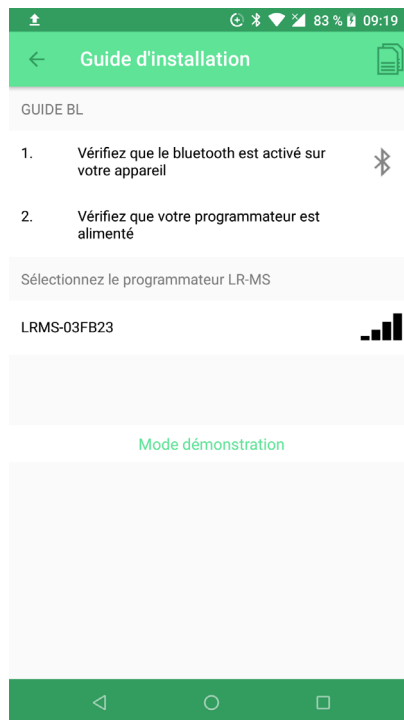 83 % 09:19
Guide d'installation
GUIDE BL
1. Vérifiez que le bluetooth est activé sur
votre appareil
2. Vérifiez que votre programmateur est
alimenté
Sélectionnez le programmateur LR-MS
LRMS-03FB23
Mode démonstration